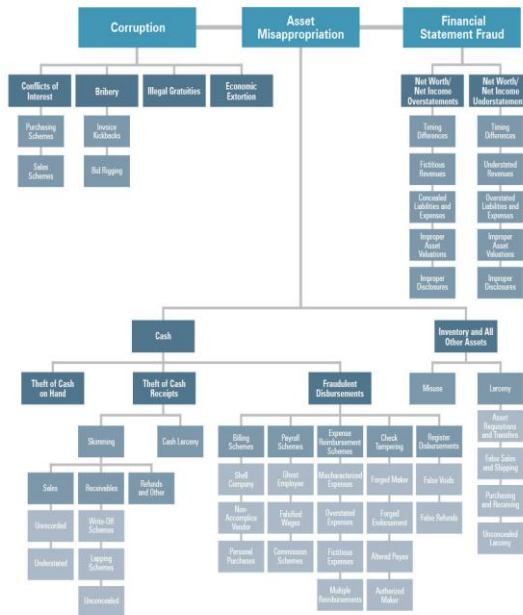 Corruption
Asset
Misappropriation
Financial
Statement Fraud
Conflicts of
Interest
Bribery
Illegal Gratuities
Economic
Extortion
Net Worth/
Net Income
Overstatements
Net Worth/
Net Income
Understatements
Purchasing
Schemes
Sales
Schemes
Invoice
Kickbacks
Bid Rigging
Timing
Differences
Fictitious
Revenues
Concealed
Liabilities and
Expenses
Improper
Asset
Valuations
Improper
Disclosures
Timing
Differences
Understated
Revenues
Overstated
Liabilities and
Expenses
Improper
Asset
Valuations
Improper
Disclosures
Cash
Inventory and All
Other Assets
Theft of Cash
on Hand
Theft of Cash
Receipts
Fraudulent
Disbursements
Misuse
Larceny
Skimming
Cash Larceny
Sales
Receivables
Refunds
and Other
Unrecorded
Understated
Write-Off
Schemes
Lapping
Schemes
Unconcealed
Billing
Schemes
Shell
Company
Non-
Accomplice
Vendor
Personal
Purchases
Payroll
Schemes
Ghost
Employee
Falsified
Wages
Commission
Schemes
Expense
Reimbursement
Schemes
Mischaracterized
Expenses
Overstated
Expenses
Fictitious
Expenses
Multiple
Reimbursements
Check
Tampering
Forged Maker
Forged
Endorsement
Altered Payee
Authorized
Maker
Register
Disbursements
False Voids
False Refunds
Asset
Requisitions
and Transfers
False Sales
and Shipping
Purchasing
and Receiving
Unconcealed
Larceny